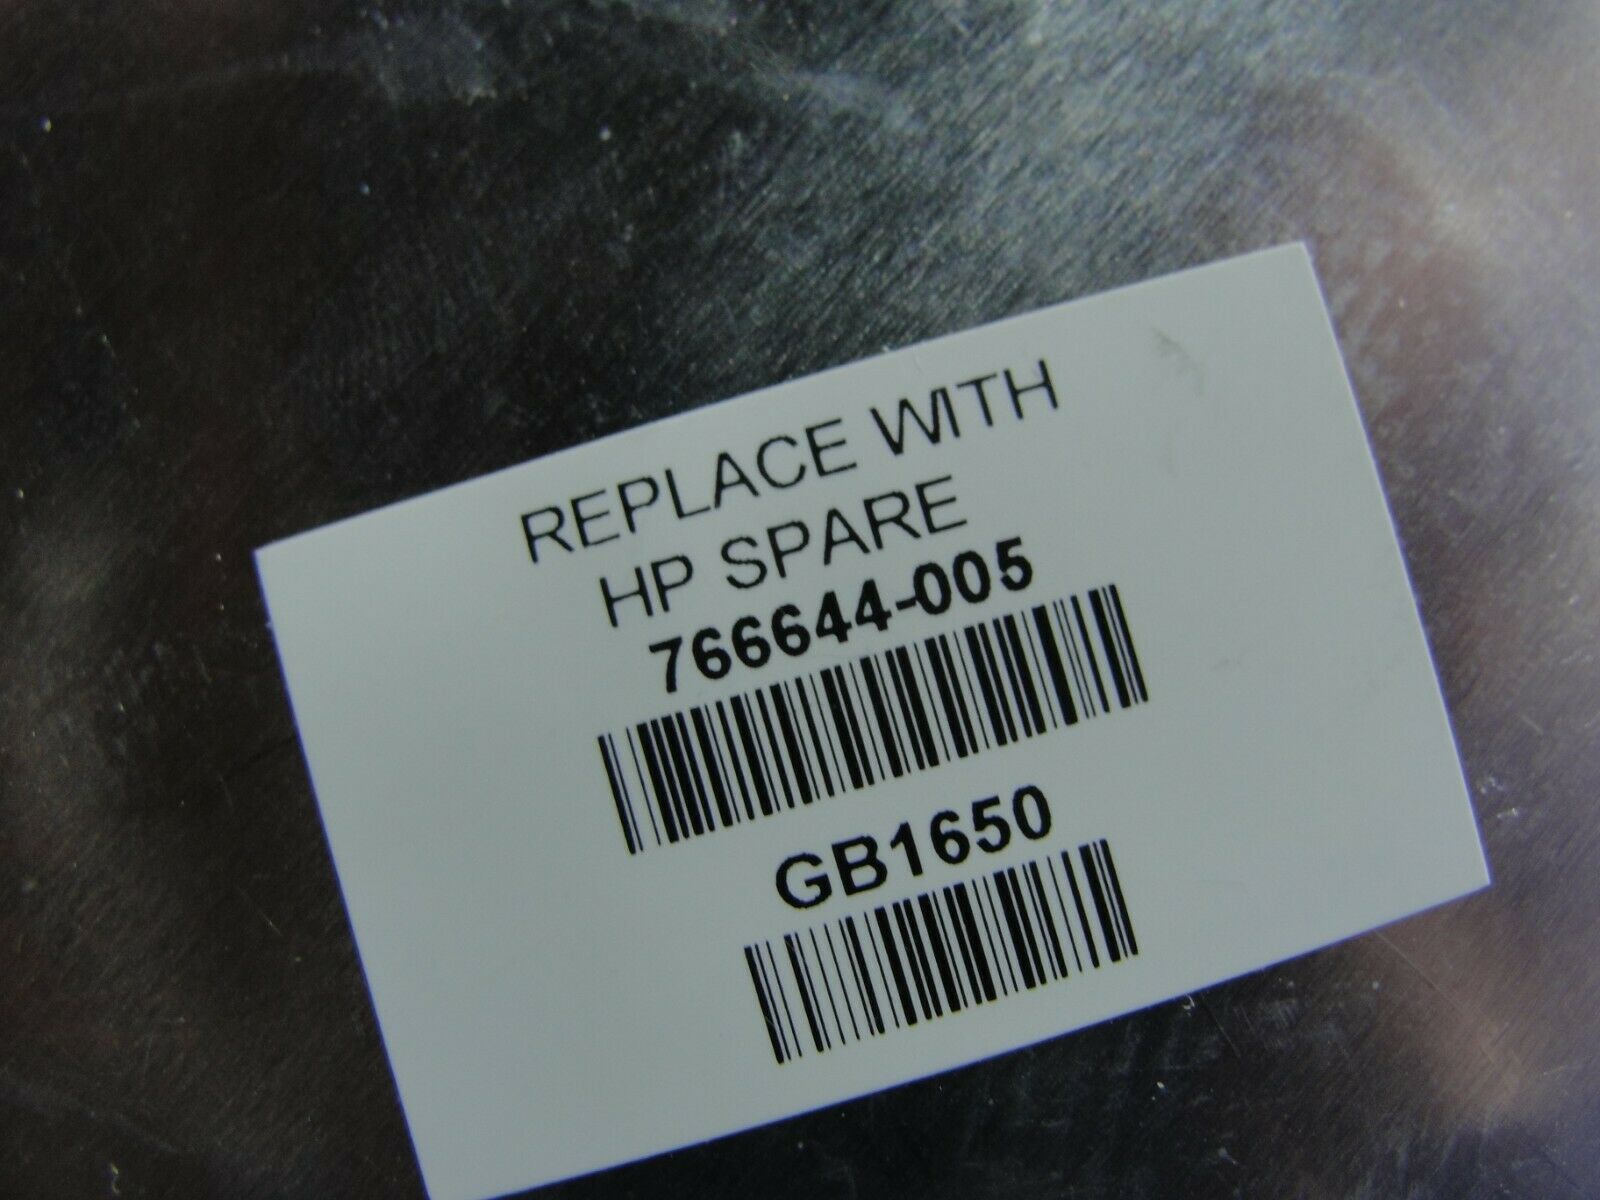 REPLACE WITH
HP SPARE
766644-005
GB1650